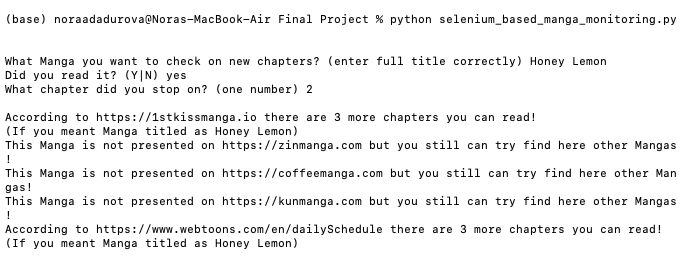 (base) noraadadurova@Noras-MacBook-Air Final Project % python selenium_based_manga_monitoring.py
What Manga you want to check on new chapters? (enter full title correctly) Honey Lemon
Did you read it? (Y|N) yes
What chapter did you stop on? (one number) 2
According to https://1stkissmanga.io there are 3 more chapters you can read!
(If you meant Manga titled as Honey Lemon)
This Manga is not presented on https://zinmanga.com but you still can try find here other Mangas
!
This Manga is not presented on https://coffeemanga.com but you still can try find here other Man
gas!
This Manga is not presented on https://kunmanga.com but you still can try find here other Mangas
!
According to https://www.webtoons.com/en/dailySchedule there are 3 more chapters you can read!
(If you meant Manga titled as Honey Lemon)